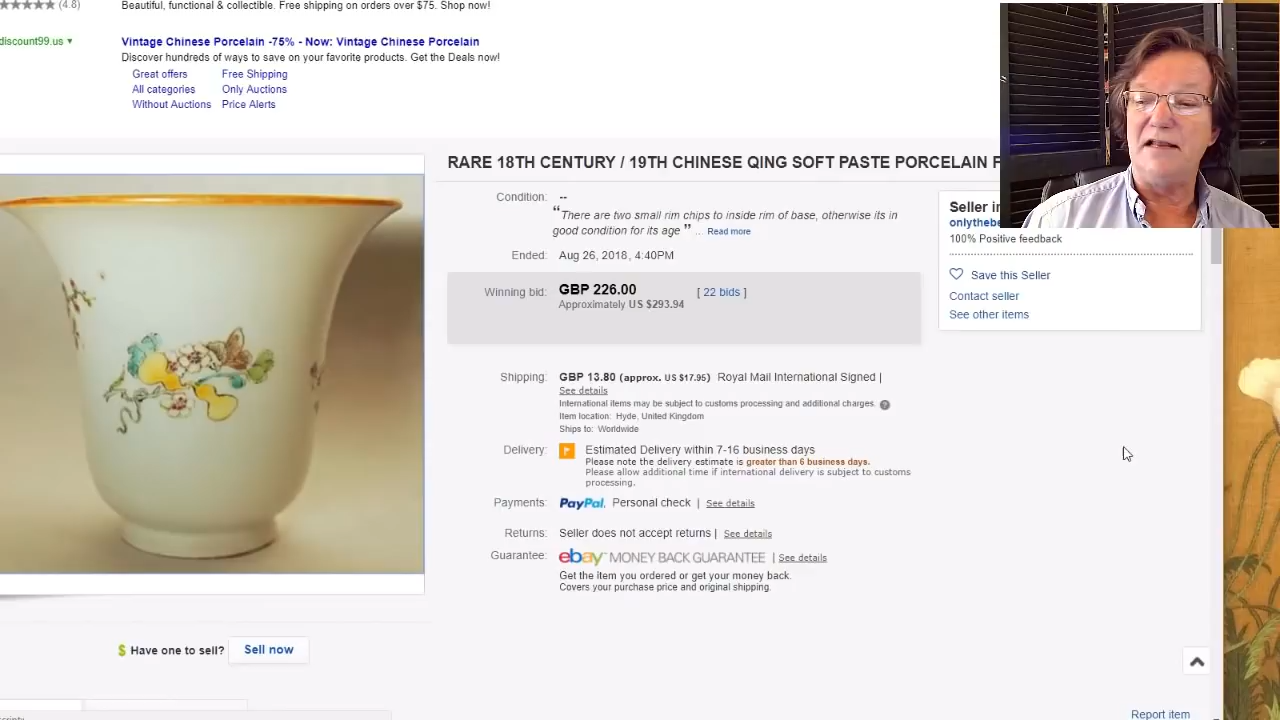 (4.8)
Beautiful, functional & collectible. Free shipping on orders over $75. Shop now!
discount99.us ▾
Vintage Chinese Porcelain -75% - Now: Vintage Chinese Porcelain
Discover hundreds of ways to save on your favorite products. Get the Deals now!
Great offers Free Shipping
All categories Only Auctions
Without Auctions Price Alerts
RARE 18TH CENTURY / 19TH CHINESE QING SOFT PASTE PORCELAIN
Condition: --
“There are two small rim chips to inside rim of base, otherwise its in
good condition for its age ” ... Read more
Ended: Aug 26, 2018, 4:40PM
Winning bid: GBP 226.00 [ 22 bids ]
Approximately US $293.94
Shipping: GBP 13.80 (approx. US $17.95) Royal Mail International Signed |
See details
International items may be subject to customs processing and additional charges. ?
Item location: Hyde, United Kingdom
Ships to: Worldwide
Delivery: Estimated Delivery within 7-16 business days
Please note the delivery estimate is greater than 6 business days.
Please allow additional time if international delivery is subject to customs
processing.
Payments: PayPal, Personal check | See details
Returns: Seller does not accept returns | See details
Guarantee: ebay MONEY BACK GUARANTEE | See details
Get the item you ordered or get your money back.
Covers your purchase price and original shipping.
Seller in
onlythebe
100% Positive feedback
Save this Seller
Contact seller
See other items
$ Have one to sell? Sell now
Report item